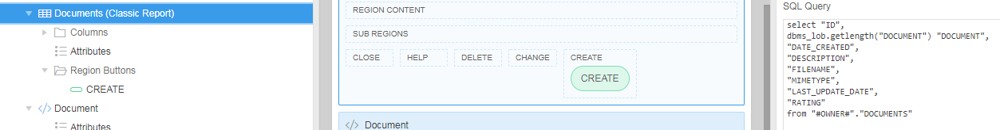 Documents (Classic Report)
Columns
Attributes
Region Buttons
CREATE
Document
Attributes
REGION CONTENT
SUB REGIONS
CLOSE
HELP
DELETE
CHANGE
CREATE
CREATE
Document
SQL Query
select "ID",
dbms_lob.getlength("DOCUMENT") "DOCUMENT",
"DATE_CREATED",
"DESCRIPTION",
"FILENAME",
"MIMETYPE",
"LAST_UPDATE_DATE",
"RATING"
from "#OWNER#"."DOCUMENTS"